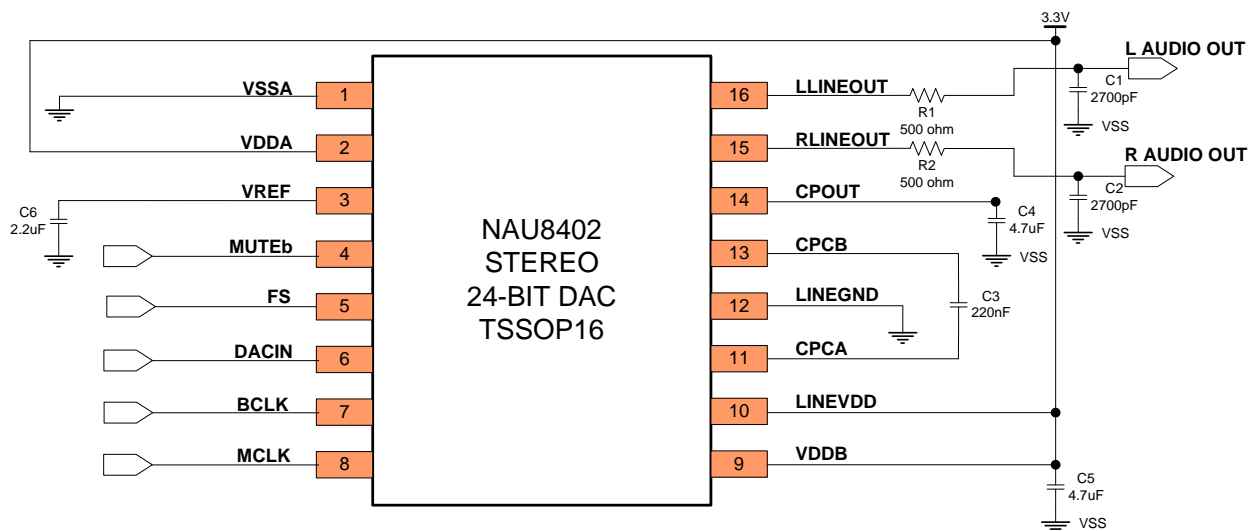 3.3V
L AUDIO OUT
VSSA
1
16
LLINEOUT
C1
2700pF
R1
500 ohm
VSS
VDDA
2
15
RLINEOUT
R AUDIO OUT
R2
500 ohm
C2
2700pF
VSS
VREF
3
14
CPOUT
C6
2.2uF
C4
4.7uF
VSS
NAU8402
STEREO
24-BIT DAC
TSSOP16
MUTEb
4
13
CPCB
FS
5
12
LINEGND
C3
220nF
DACIN
6
11
CPCA
BCLK
7
10
LINEVDD
MCLK
8
9
VDDB
C5
4.7uF
VSS